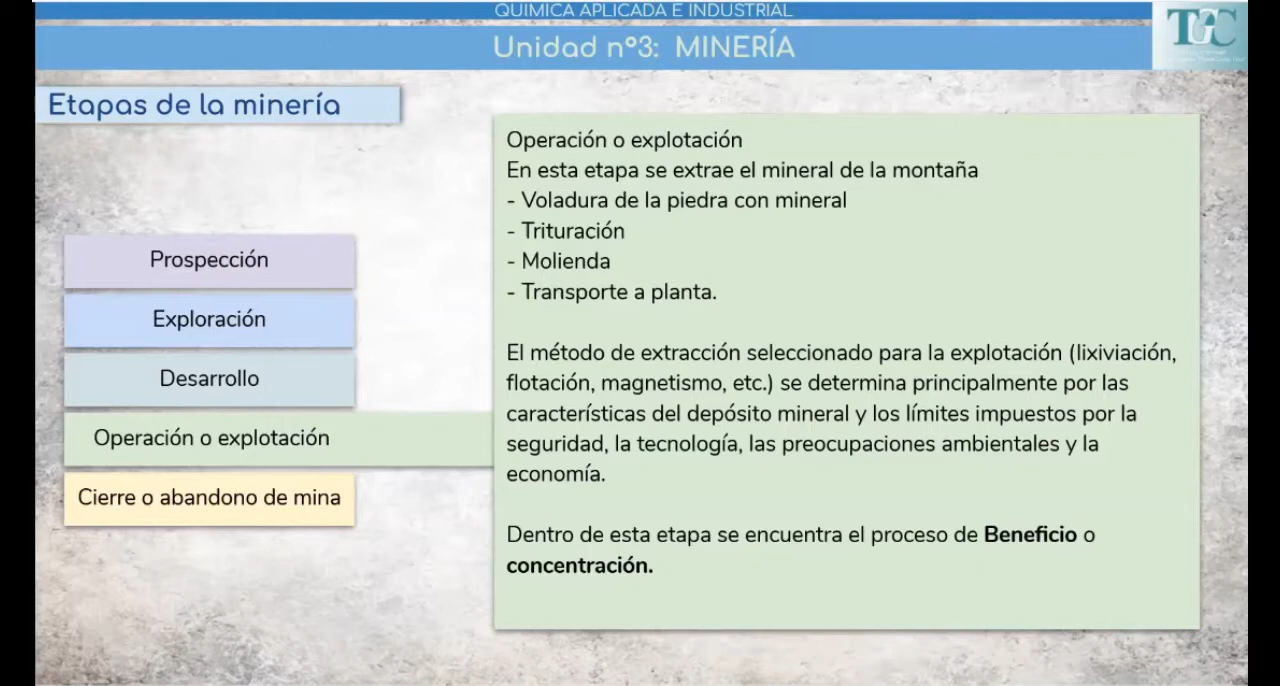 QUIMICA APLICADA E INDUSTRIAL
Unidad nº3: MINERÍA
TGC
Etapas de la minería
Prospección
Exploración
Desarrollo
Operación o explotación
Cierre o abandono de mina
Operación o explotación
En esta etapa se extrae el mineral de la montaña
- Voladura de la piedra con mineral
- Trituración
- Molienda
- Transporte a planta.
El método de extracción seleccionado para la explotación (lixiviación,
flotación, magnetismo, etc.) se determina principalmente por las
características del depósito mineral y los límites impuestos por la
seguridad, la tecnología, las preocupaciones ambientales y la
economía.
Dentro de esta etapa se encuentra el proceso de Beneficio o
concentración.